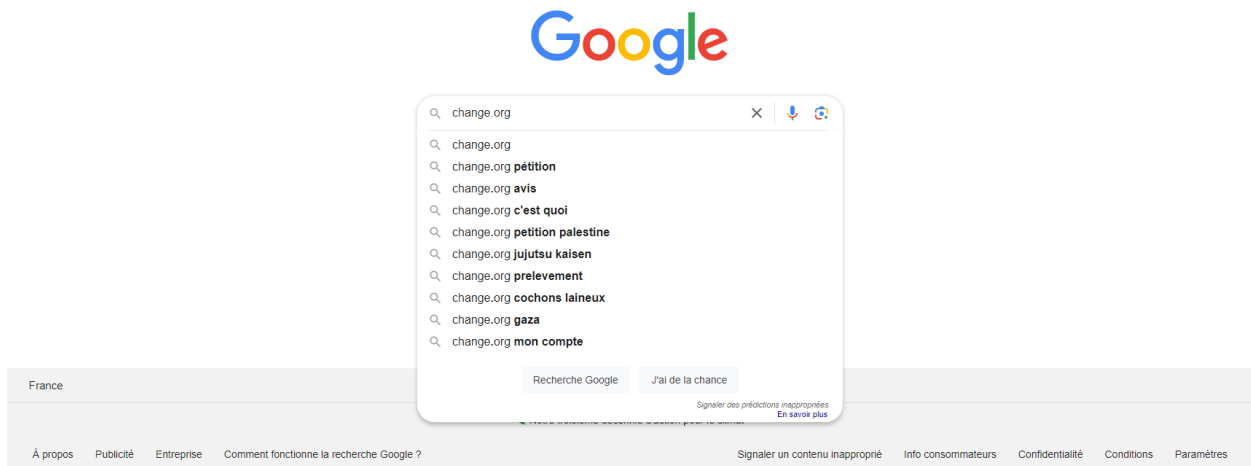 Google
change.org
change.org
change.org pétition
change.org avis
change.org c'est quoi
change.org petition palestine
change.org jujutsu kaisen
change.org prelevement
change.org cochons laineux
change.org gaza
change.org mon compte
Recherche Google J'ai de la chance
Signaler des prédictions inappropriées
En savoir plus
France
À propos Publicité Entreprise Comment fonctionne la recherche Google ? Signaler un contenu inapproprié Info consommateurs Confidentialité Conditions Paramètres